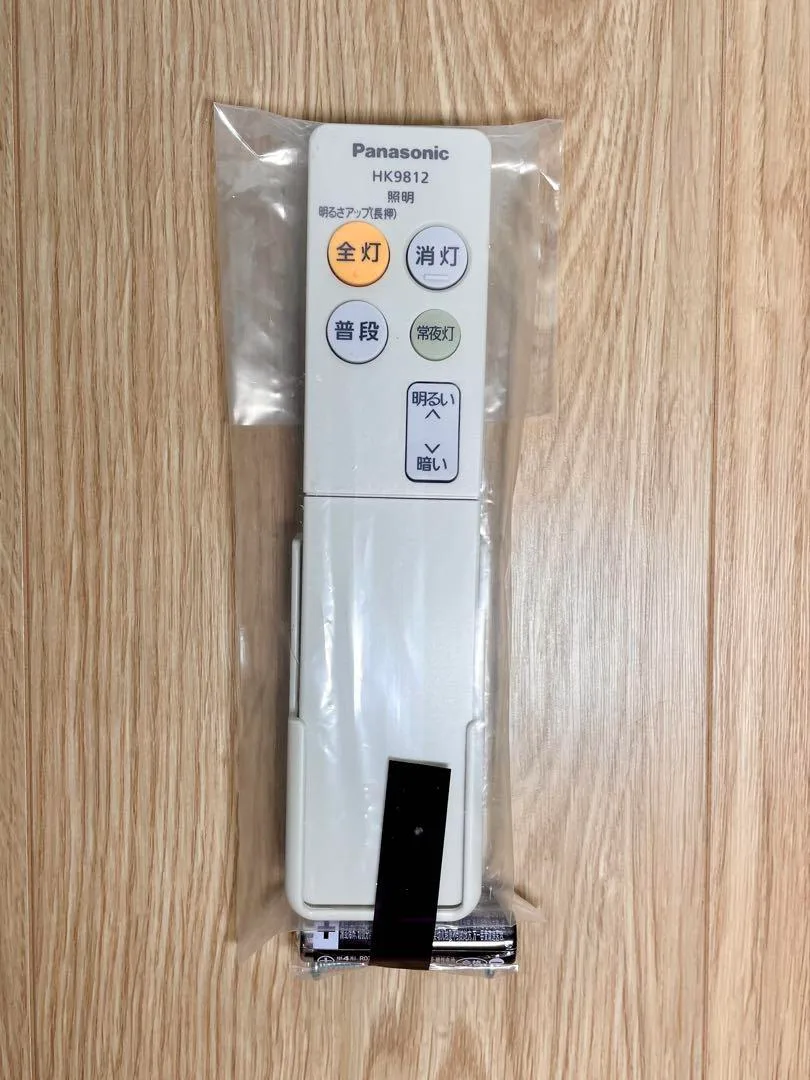 Panasonic
HK9812
照明
明るさアップ(長押)
全灯
消灯
普段
常夜灯
明るい
暗い